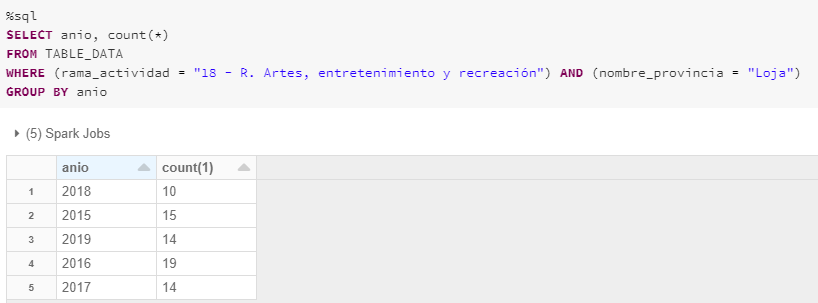 %sql
SELECT anio, count(*)
FROM TABLE_DATA
WHERE (rama_actividad = "18 - R. Artes, entretenimiento y recreación") AND (nombre_provincia = "Loja")
GROUP BY anio
(5) Spark Jobs
anio count(1)
1 2018 10
2 2015 15
3 2019 14
4 2016 19
5 2017 14